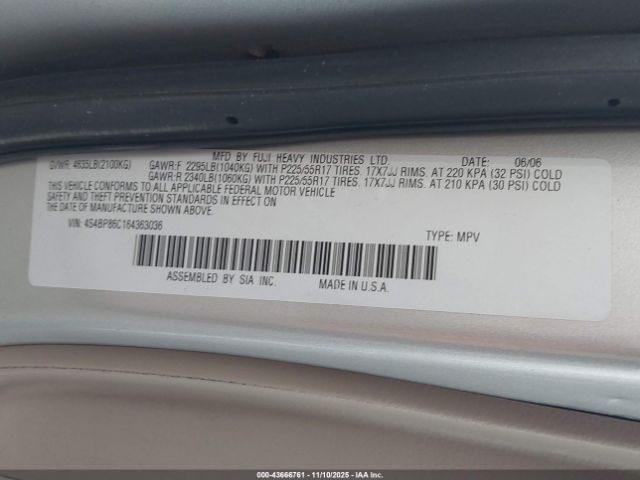 MFD BY FUJI HEAVY INDUSTRIES LTD. DATE: 06/06
GVWR: 4635LB(2100KG) GAWR:F 2295LB(1040KG) WITH P225/55R17 TIRES. 17X7JJ RIMS. AT 220 KPA (32 PSI) COLD
GAWR:R 2340LB(1060KG) WITH P225/55R17 TIRES. 17X7JJ RIMS. AT 210 KPA (30 PSI) COLD
THIS VEHICLE CONFORMS TO ALL APPLICABLE FEDERAL MOTOR VEHICLE
SAFETY AND THEFT PREVENTION STANDARDS IN EFFECT ON THE
DATE OF MANUFACTURE SHOWN ABOVE.
VIN: 4S4BP86C164363036 TYPE: MPV
ASSEMBLED BY SIA INC. MADE IN U.S.A.
000-43666761 - 11/10/2025 - IAAI.COM